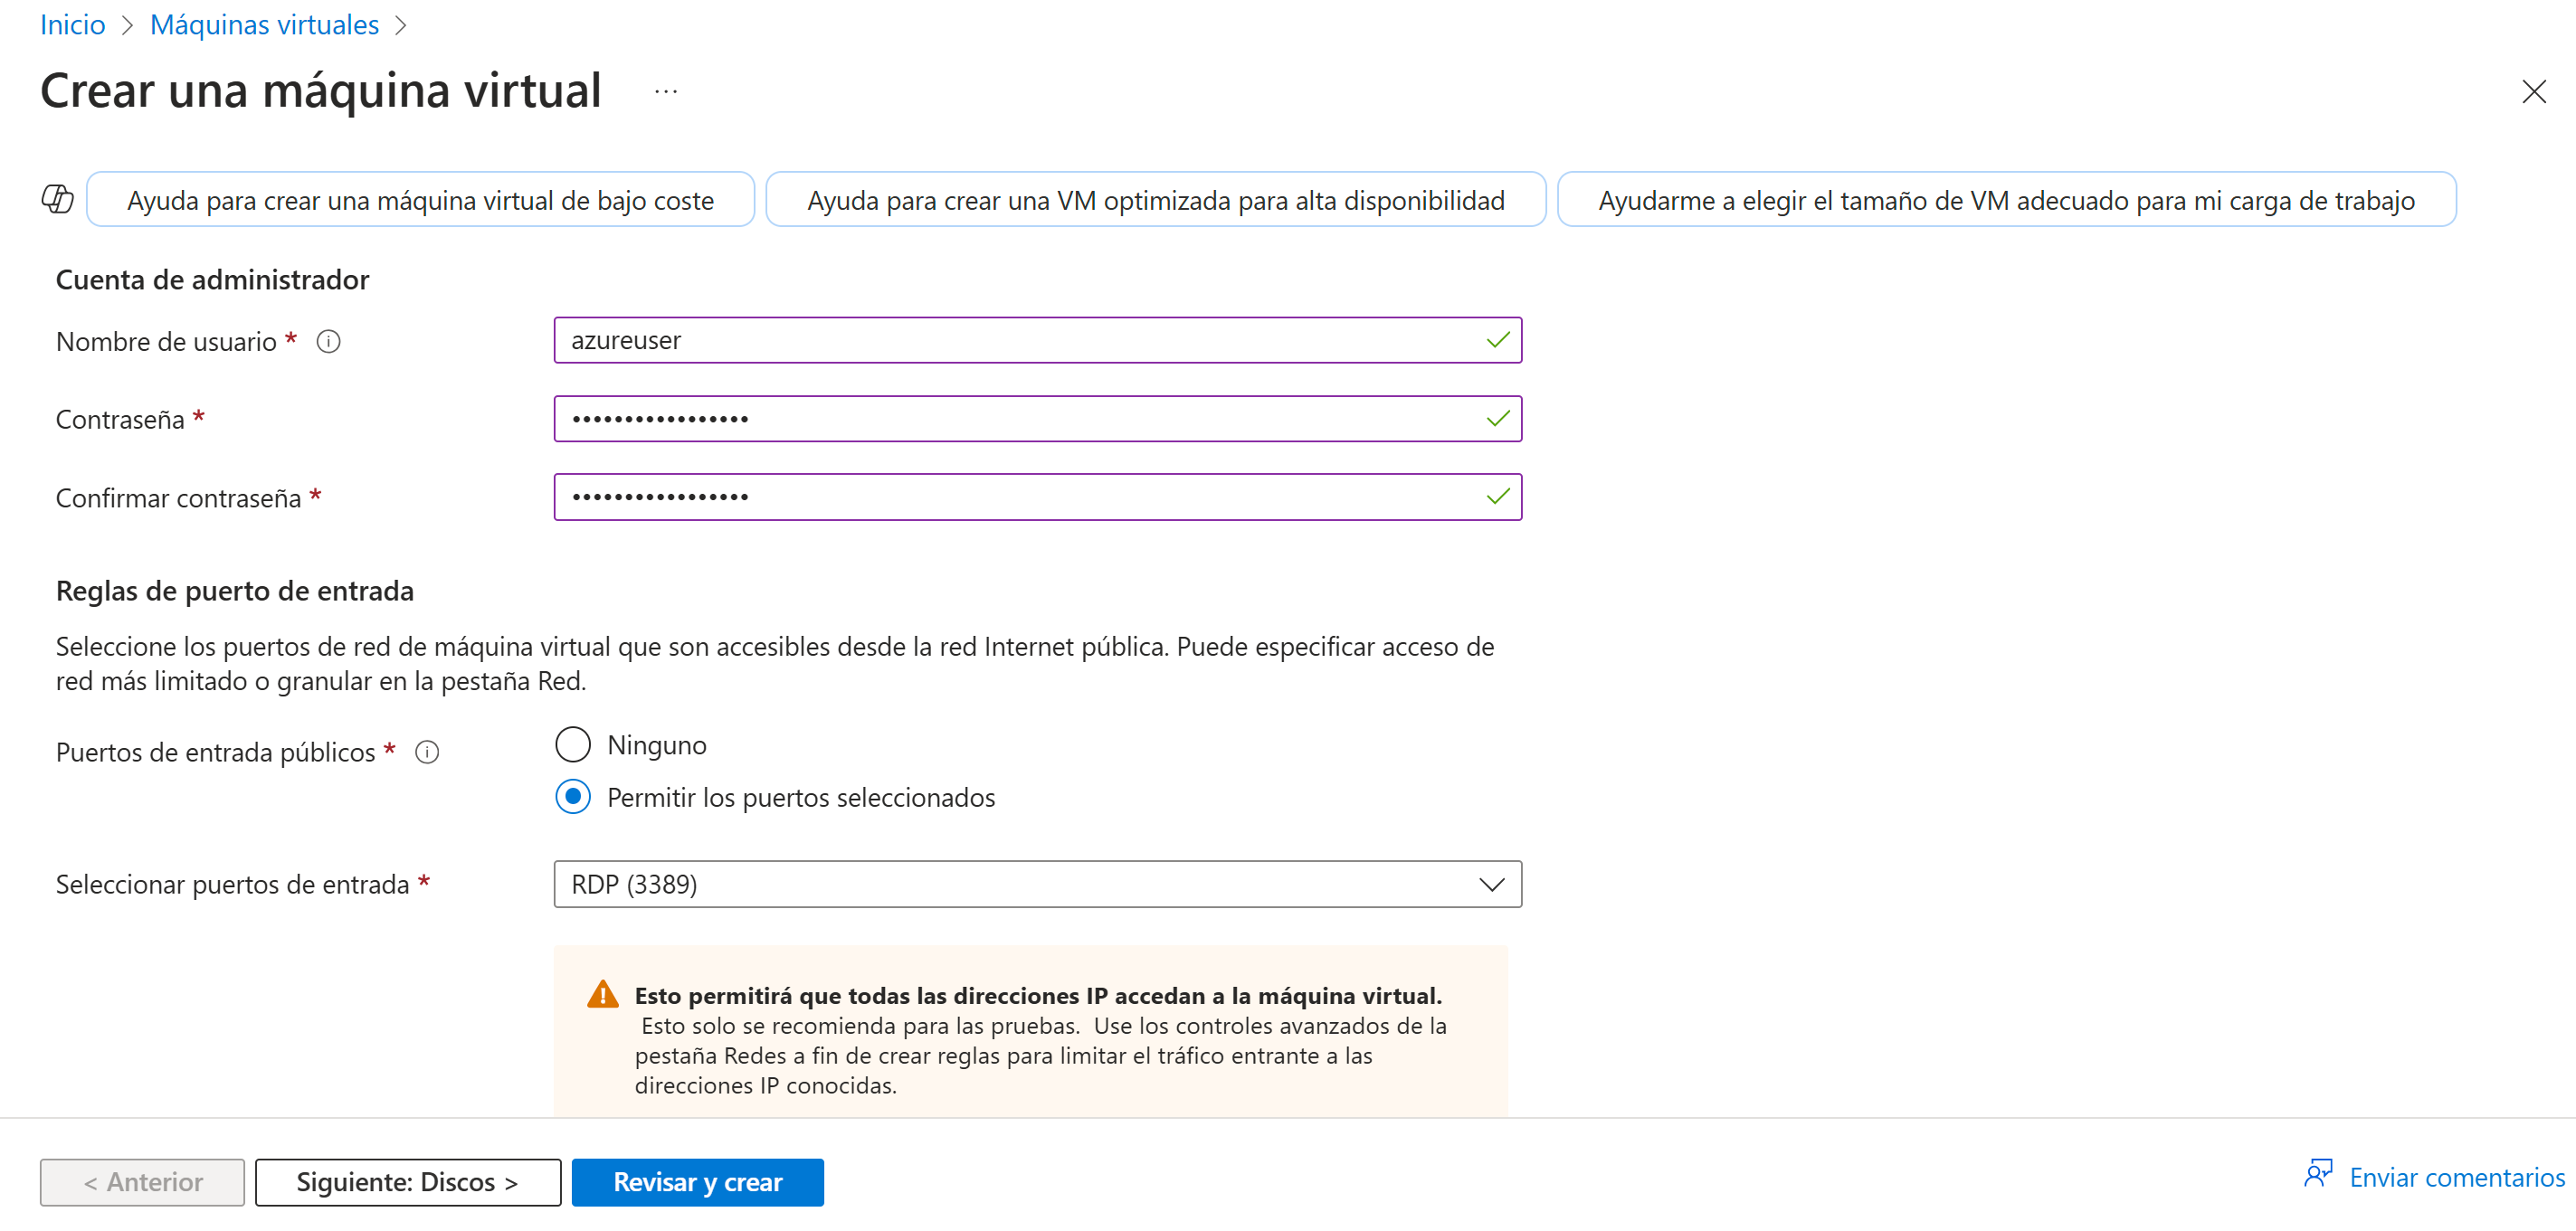 Inicio > Máquinas virtuales >
Crear una máquina virtual ...
Ayuda para crear una máquina virtual de bajo coste
Ayuda para crear una VM optimizada para alta disponibilidad
Ayudarme a elegir el tamaño de VM adecuado para mi carga de trabajo
Cuenta de administrador
Nombre de usuario *
azureuser
Contraseña *
•••••••••••••••••
Confirmar contraseña *
•••••••••••••••••
Reglas de puerto de entrada
Seleccione los puertos de red de máquina virtual que son accesibles desde la red Internet pública. Puede especificar acceso de
red más limitado o granular en la pestaña Red.
Puertos de entrada públicos *
Ninguno
Permitir los puertos seleccionados
Seleccionar puertos de entrada *
RDP (3389)
Esto permitirá que todas las direcciones IP accedan a la máquina virtual.
Esto solo se recomienda para las pruebas. Use los controles avanzados de la
pestaña Redes a fin de crear reglas para limitar el tráfico entrante a las
direcciones IP conocidas.
< Anterior
Siguiente: Discos >
Revisar y crear
Enviar comentarios